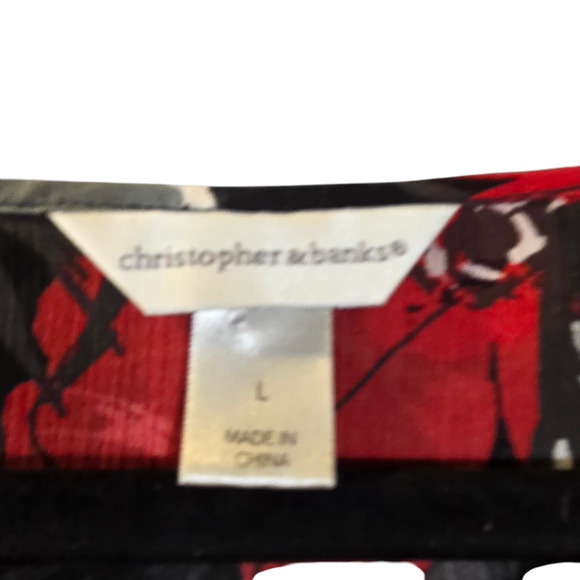 christopher & banks®
L
MADE IN
CHINA